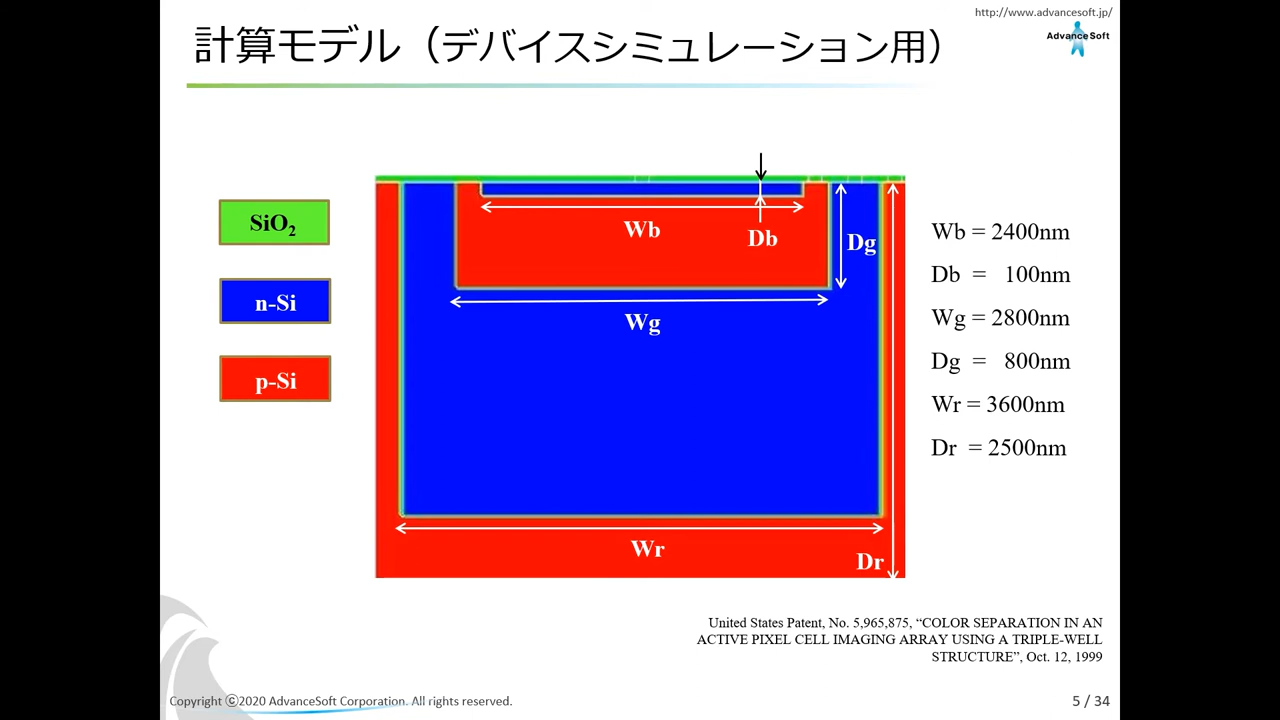 http://www.advancesoft.jp/
AdvanceSoft
計算モデル（デバイスシミュレーション用）
SiO₂
n-Si
p-Si
Wb
Db
Dg
Wg
Wr
Dr
Wb = 2400nm
Db = 100nm
Wg = 2800nm
Dg = 800nm
Wr = 3600nm
Dr = 2500nm
United States Patent, No. 5,965,875, “COLOR SEPARATION IN AN
ACTIVE PIXEL CELL IMAGING ARRAY USING A TRIPLE-WELL
STRUCTURE”, Oct. 12, 1999
Copyright ⓒ2020 AdvanceSoft Corporation. All rights reserved.
5 / 34